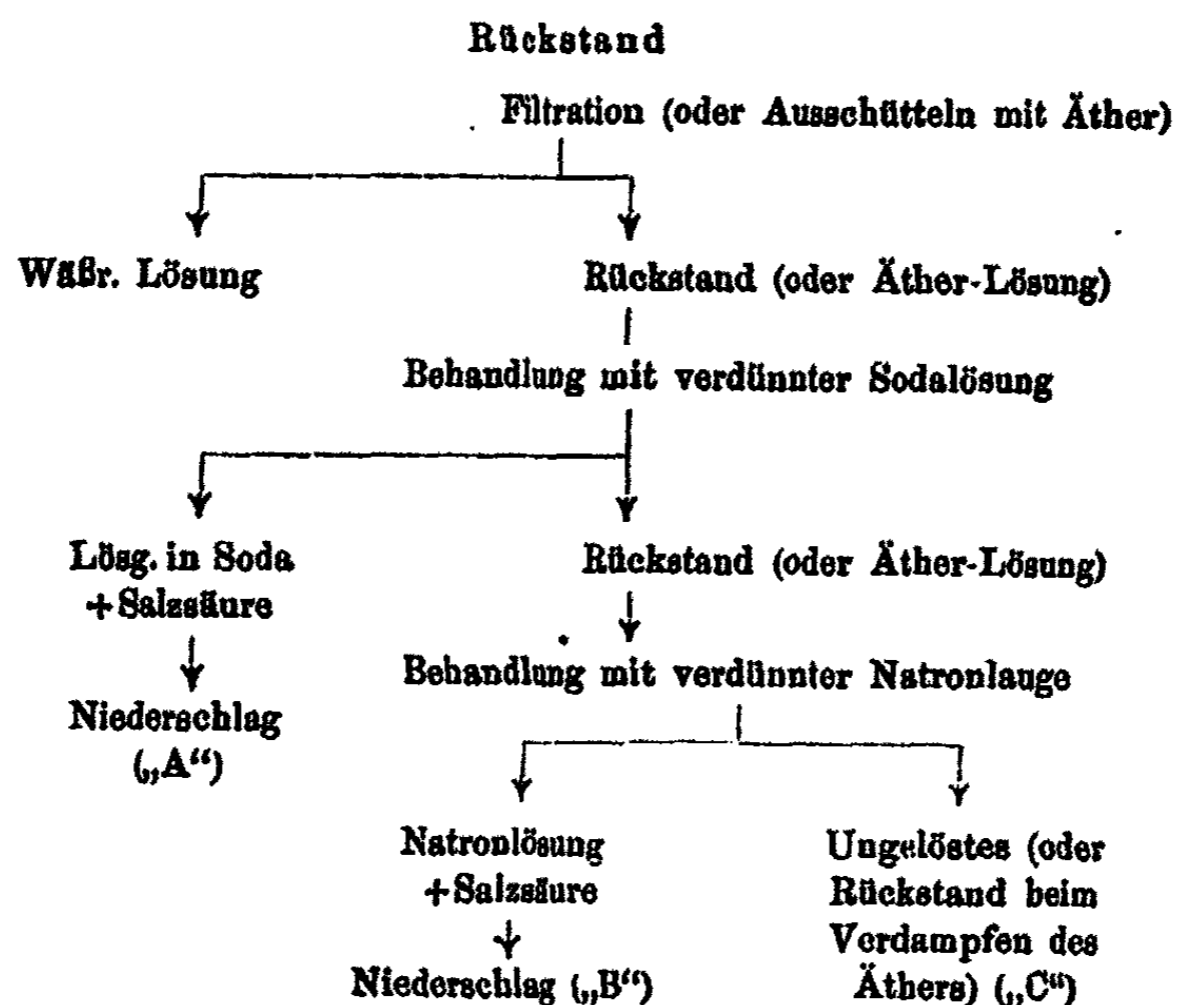 Rückstand
Filtration (oder Ausschütteln mit Äther)
Wäßr. Lösung
Rückstand (oder Äther-Lösung)
Behandlung mit verdünnter Sodalösung
Lösg. in Soda
+Salzsäure
Rückstand (oder Äther-Lösung)
Niederschlag
(„A“)
Behandlung mit verdünnter Natronlauge
Natronlösung
+Salzsäure
Niederschlag („B“)
Ungelöstes (oder
Rückstand beim
Verdampfen des
Äthers) („C“)